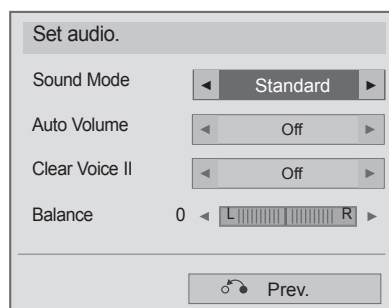 Set audio.
Sound Mode ◄ Standard ►
Auto Volume ◄ Off ►
Clear Voice II ◄ Off ►
Balance 0 ◄ L R ►
Prev.